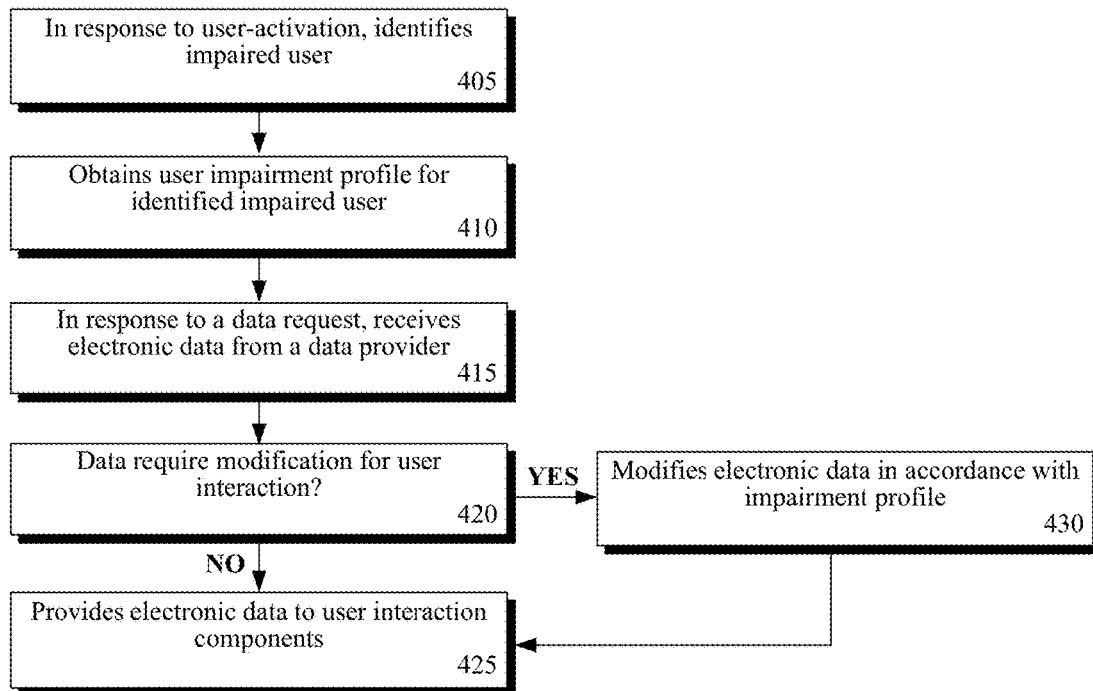 In response to user-activation, identifies
impaired user
405
Obtains user impairment profile for
identified impaired user
410
In response to a data request, receives
electronic data from a data provider
415
Data require modification for user
interaction?
420
YES
Modifies electronic data in accordance with
impairment profile
430
NO
Provides electronic data to user interaction
components
425